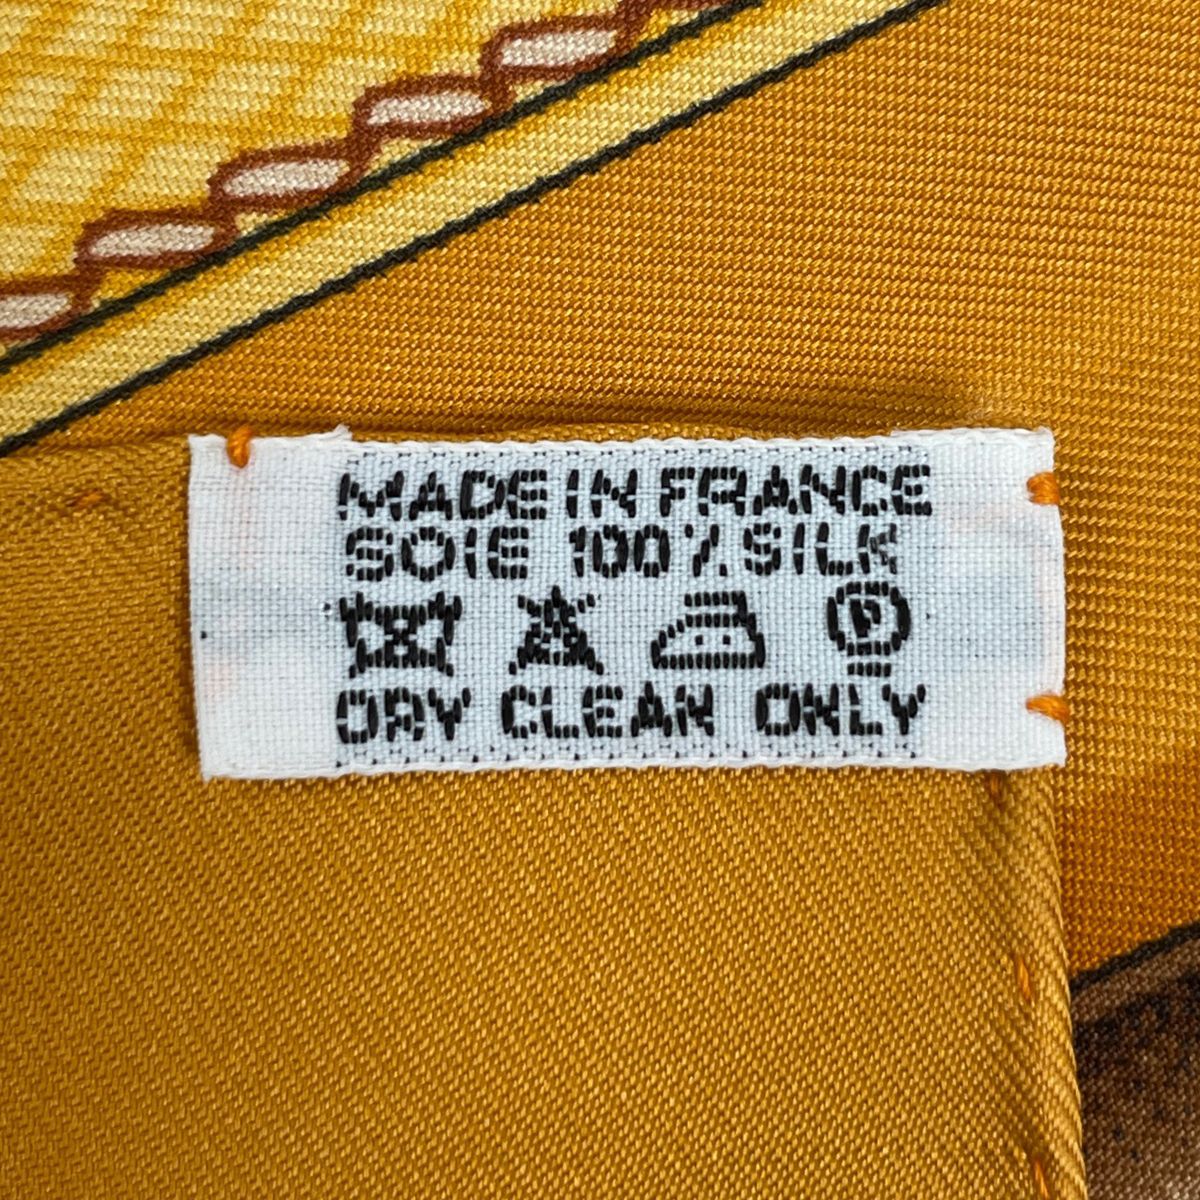 MADE IN FRANCE
SOIE 100% SILK
P
DRY CLEAN ONLY